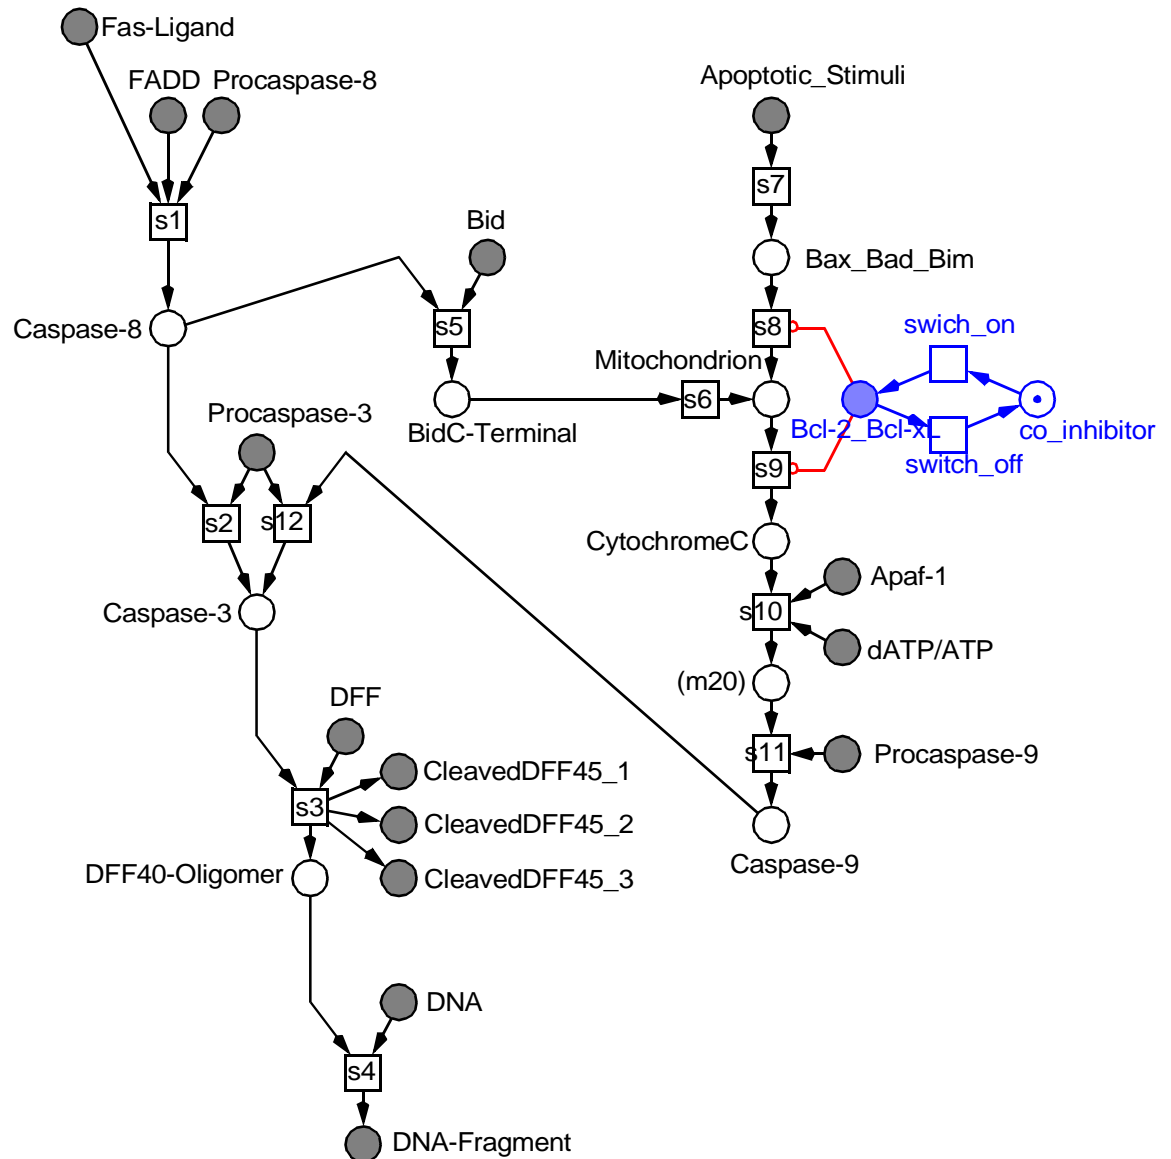 Fas-Ligand
FADD Procaspase-8
Apoptotic_Stimuli
s7
s1
Bid
Bax_Bad_Bim
Caspase-8
s5
s8
swich_on
Mitochondrion
s6
Procaspase-3
BidC-Terminal
Bcl-2_Bcl-xL
co_inhibitor
switch_off
s9
s2
s12
CytochromeC
Apaf-1
Caspase-3
s10
dATP/ATP
(m20)
DFF
s11
Procaspase-9
CleavedDFF45_1
s3
CleavedDFF45_2
Caspase-9
DFF40-Oligomer
CleavedDFF45_3
DNA
s4
DNA-Fragment